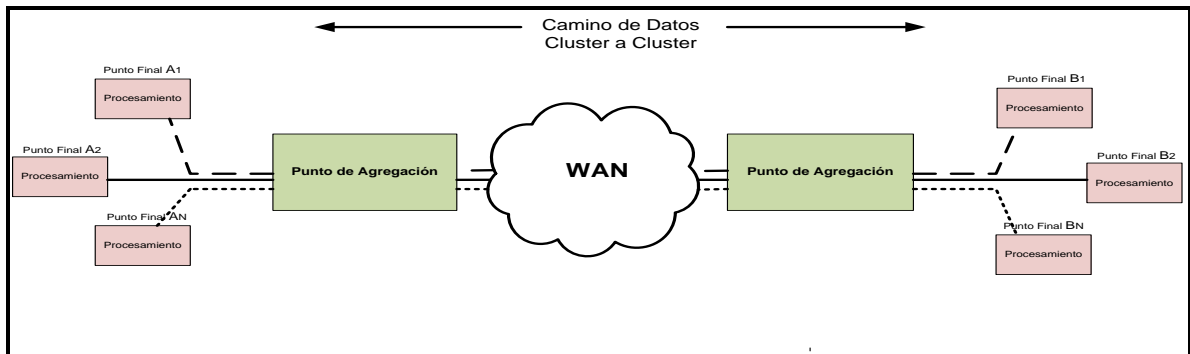 Camino de Datos
Cluster a Cluster
Punto Final A1
Procesamiento
Punto Final A2
Procesamiento
Punto Final AN
Procesamiento
Punto de Agregación
WAN
Punto de Agregación
Punto Final B1
Procesamiento
Punto Final B2
Procesamiento
Punto Final BN
Procesamiento